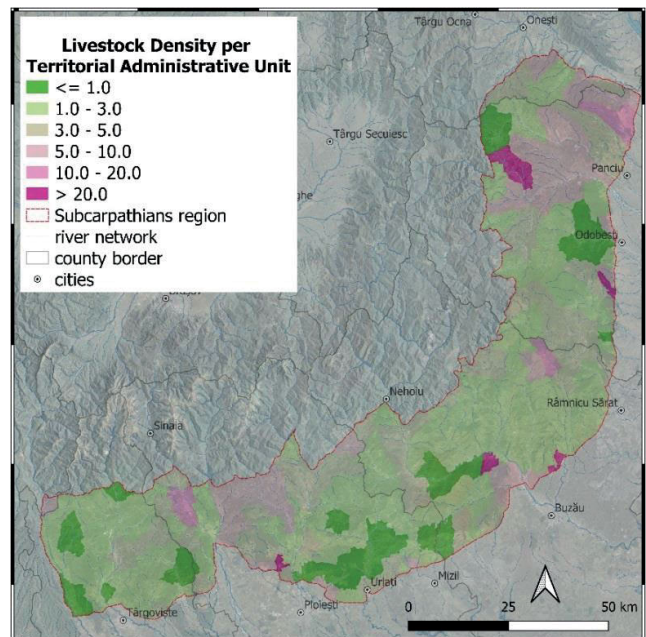 Livestock Density per
Territorial Administrative Unit
<= 1.0
1.0 - 3.0
3.0 - 5.0
5.0 - 10.0
10.0 - 20.0
> 20.0
Subcarpathians region
river network
county border
cities
Târgu Ocna
Onești
Târgu Secuiesc
ghe
Panciu
Odobești
Nehoiu
Râmnicu Sărat
Sinaia
Buzău
Mizil
Urlați
Târgoviște
Ploiești
0 25 50 km